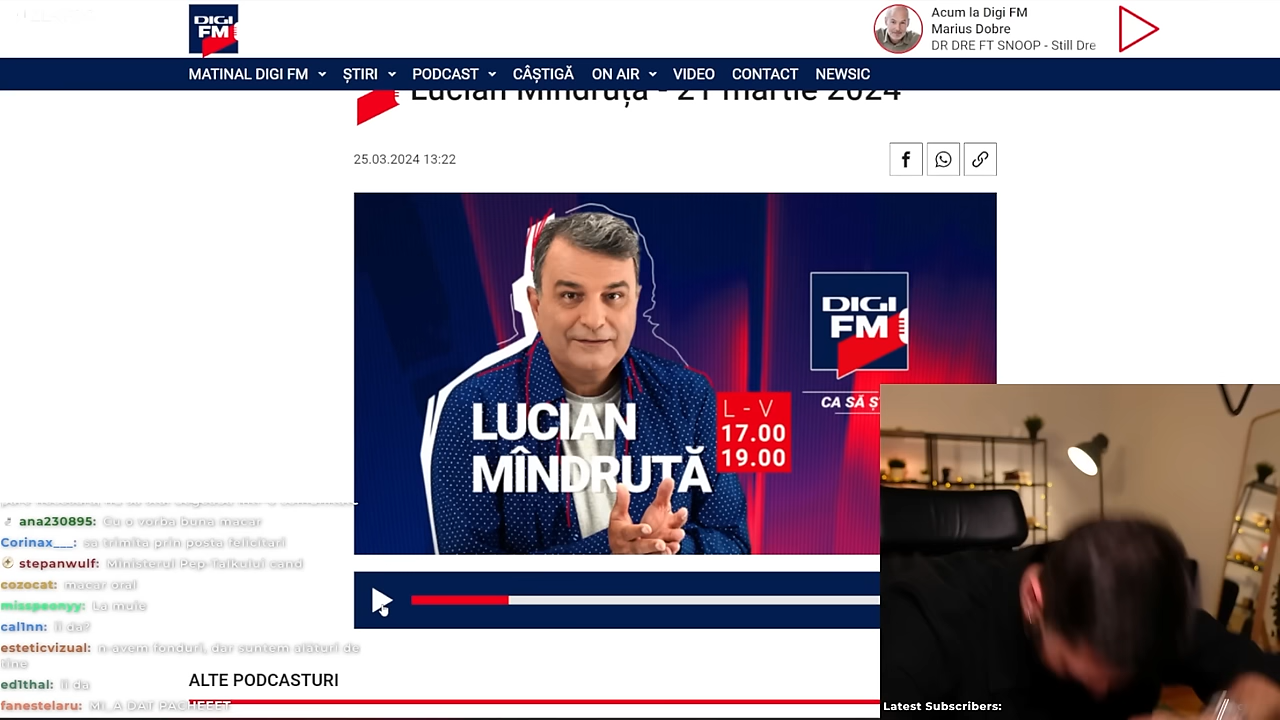 DIGI
FM
Acum la Digi FM
Marius Dobre
DR DRE FT SNOOP - Still Dre
MATINAL DIGI FM
ȘTIRI
PODCAST
CÂȘTIGĂ
ON AIR
VIDEO
CONTACT
NEWSIC
Lucian Mîndruță - 21 martie 2024
25.03.2024 13:22
DIGI
FM
CA SĂ Ș
LUCIAN
MÎNDRUȚĂ
L - V
17.00
19.00
ana230895: Cu o vorba buna macar
Corinax___: sa trimita prin posta felicitari
stepanwulf: Ministerul Pep-Talkului cand
cozocat: macar oral
misspeonyy: La muie
cal1nn: ii da?
esteticvizual: n-avem fonduri, dar suntem alături de
tine
ed1thal: ii da
fanestelaru: MI_A DAT PACHEEET
ALTE PODCASTURI
Latest Subscribers: